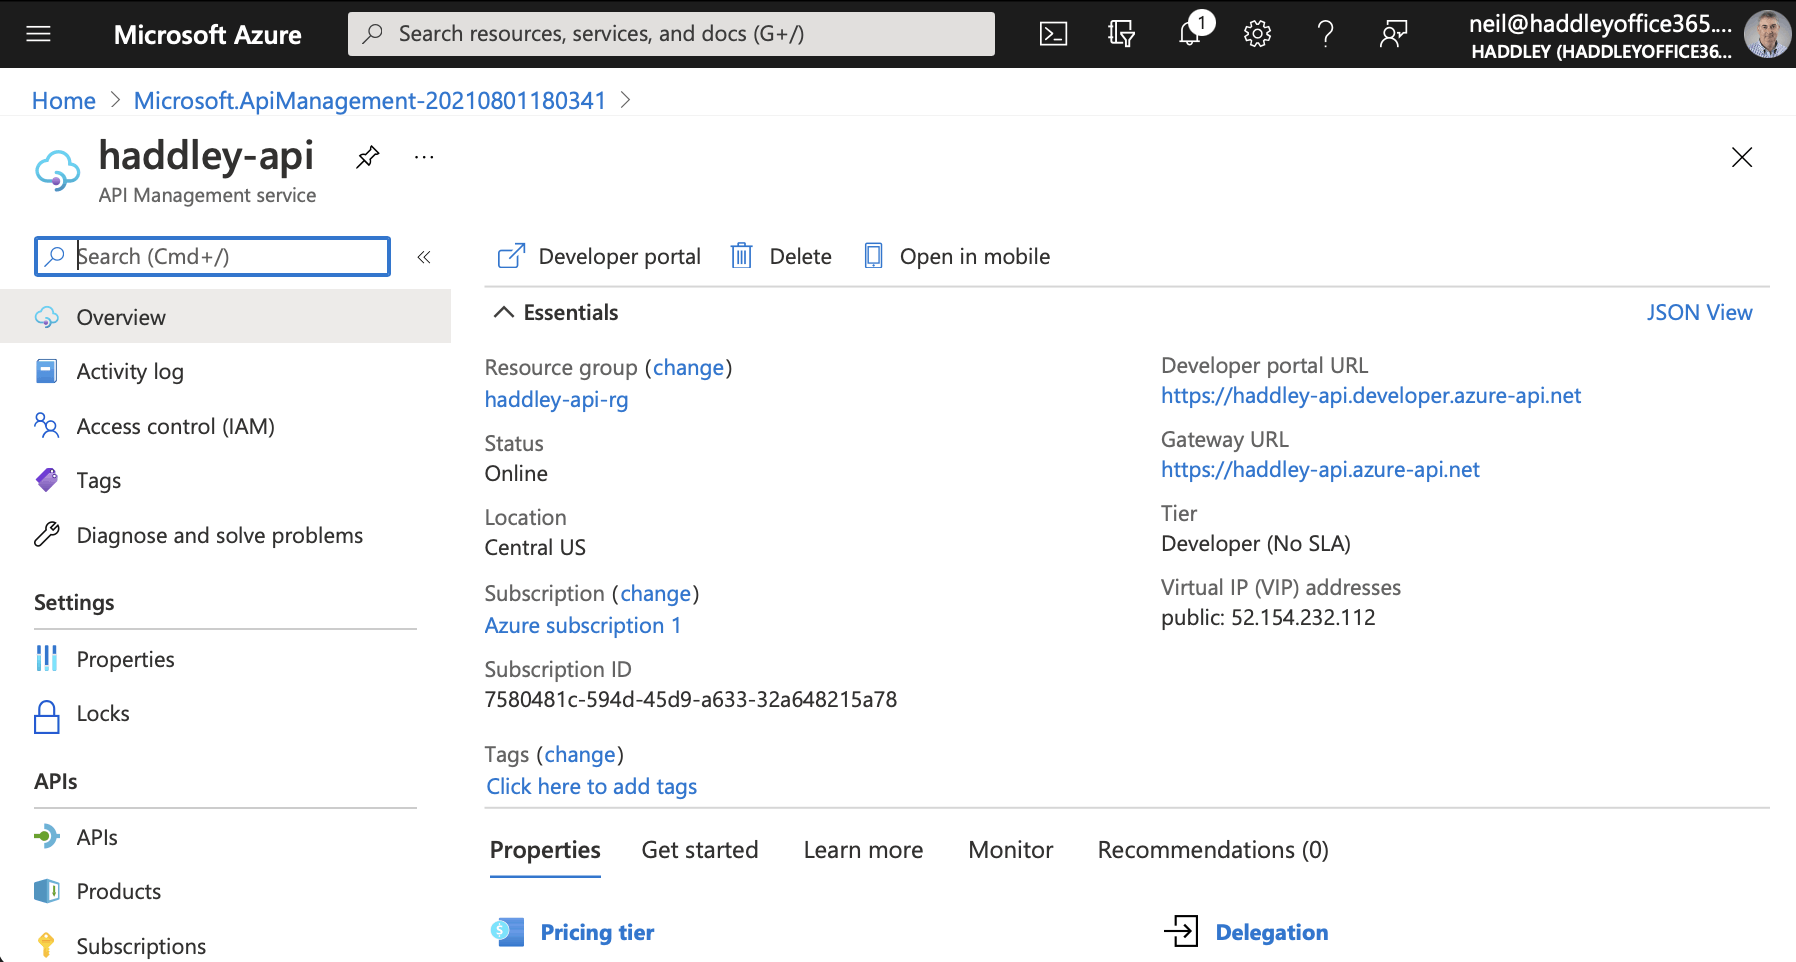 Microsoft Azure
Search resources, services, and docs (G+/)
1
neil@haddleyoffice365....
HADDLEY (HADDLEYOFFICE36...
Home > Microsoft.ApiManagement-20210801180341 >
haddley-api
...
API Management service
Search (Cmd+/)
«
Overview
Activity log
Access control (IAM)
Tags
Diagnose and solve problems
Settings
Properties
Locks
APIs
APIs
Products
Subscriptions
Developer portal
Delete
Open in mobile
Essentials
JSON View
Resource group (change)
haddley-api-rg
Status
Online
Location
Central US
Subscription (change)
Azure subscription 1
Subscription ID
7580481c-594d-45d9-a633-32a648215a78
Tags (change)
Click here to add tags
Developer portal URL
https://haddley-api.developer.azure-api.net
Gateway URL
https://haddley-api.azure-api.net
Tier
Developer (No SLA)
Virtual IP (VIP) addresses
public: 52.154.232.112
Properties
Get started
Learn more
Monitor
Recommendations (0)
Pricing tier
Delegation